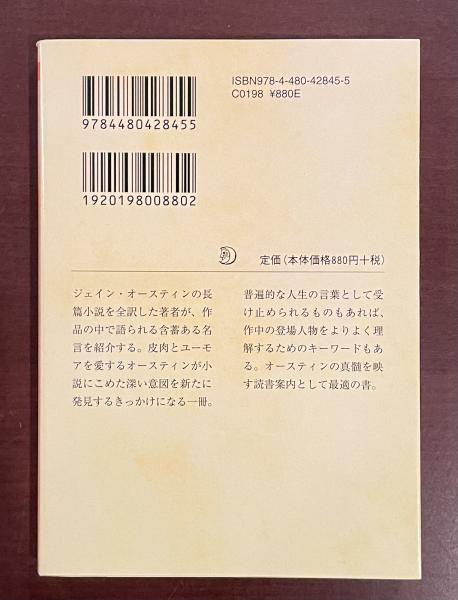 ISBN978-4-480-42845-5
C0198 ¥880E
9784480428455
1920198008802
定価(本体価格880円+税)
ジェイン・オースティンの長
篇小説を全訳した著者が、作
品の中で語られる含蓄ある名
言を紹介する。皮肉とユーモ
アを愛するオースティンが小
説にこめた深い意図を新たに
発見するきっかけになる一冊。
普遍的な人生の言葉として受
け止められるものもあれば、
作中の登場人物をよりよく理
解するためのキーワードもあ
る。オースティンの真髄を映
す読書案内として最適の書。